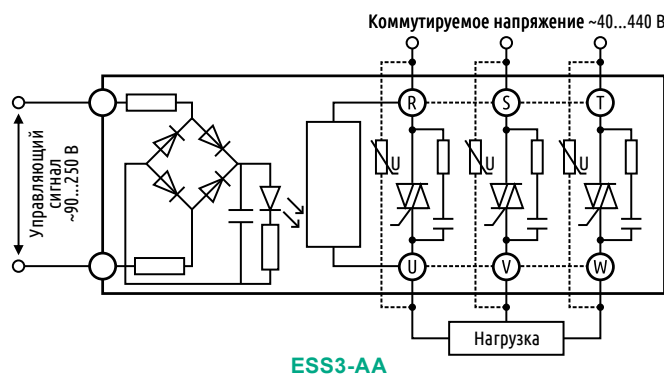 Коммутируемое напряжение ~40...440 В
R
S
T
Управляющий
сигнал
~90...250 В
U
U
U
U
V
W
Нагрузка
ESS3-AA